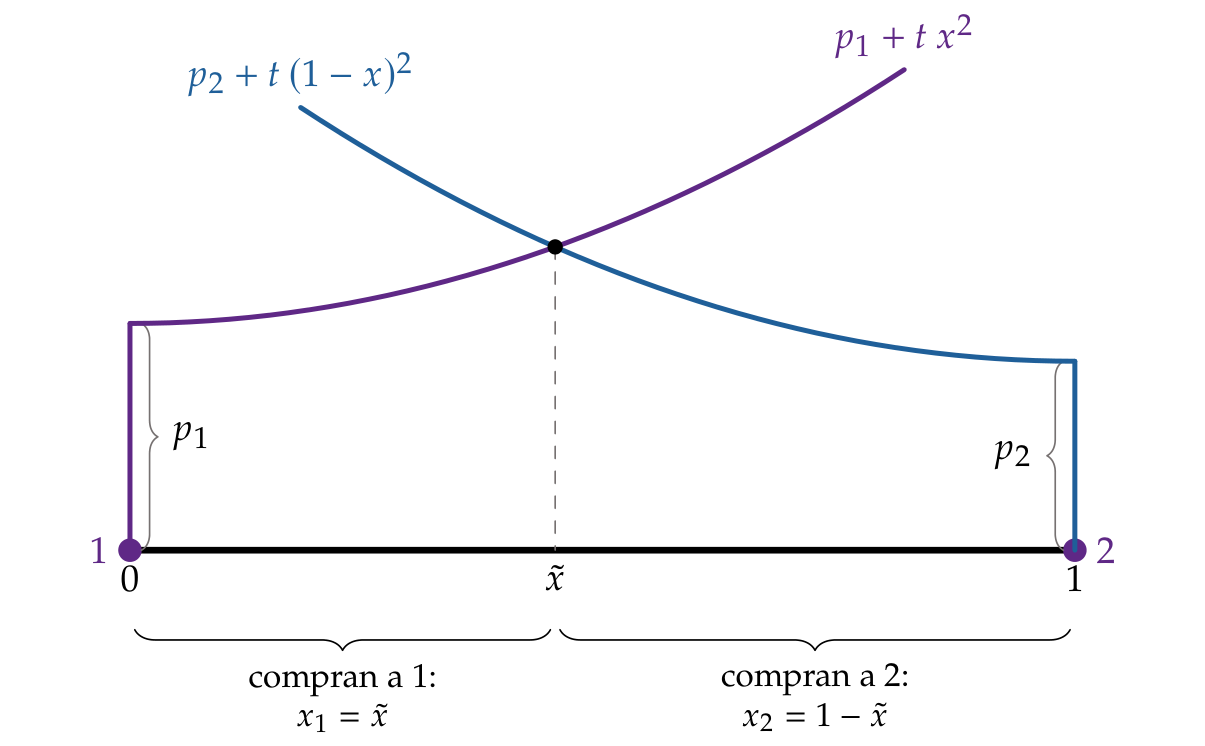 p₁ + t x²
p₂ + t (1 − x)²
p₁
p₂
1
2
0
x̃
1
compran a 1:
x₁ = x̃
compran a 2:
x₂ = 1 − x̃